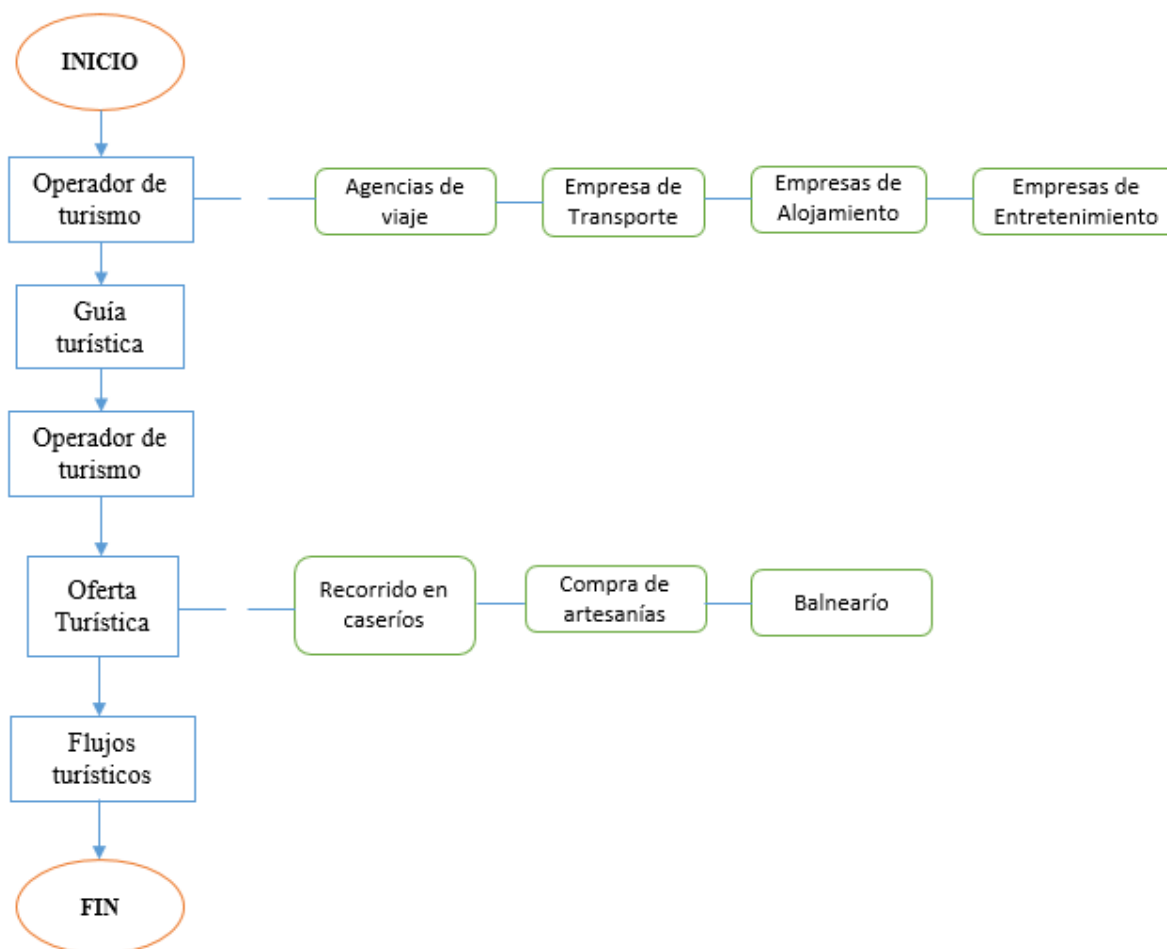 INICIO
Operador de
turismo
Agencias de
viaje
Empresa de
Transporte
Empresas de
Alojamiento
Empresas de
Entretenimiento
Guía
turística
Operador de
turismo
Oferta
Turística
Recorrido en
caseríos
Compra de
artesanías
Balnearío
Flujos
turísticos
FIN